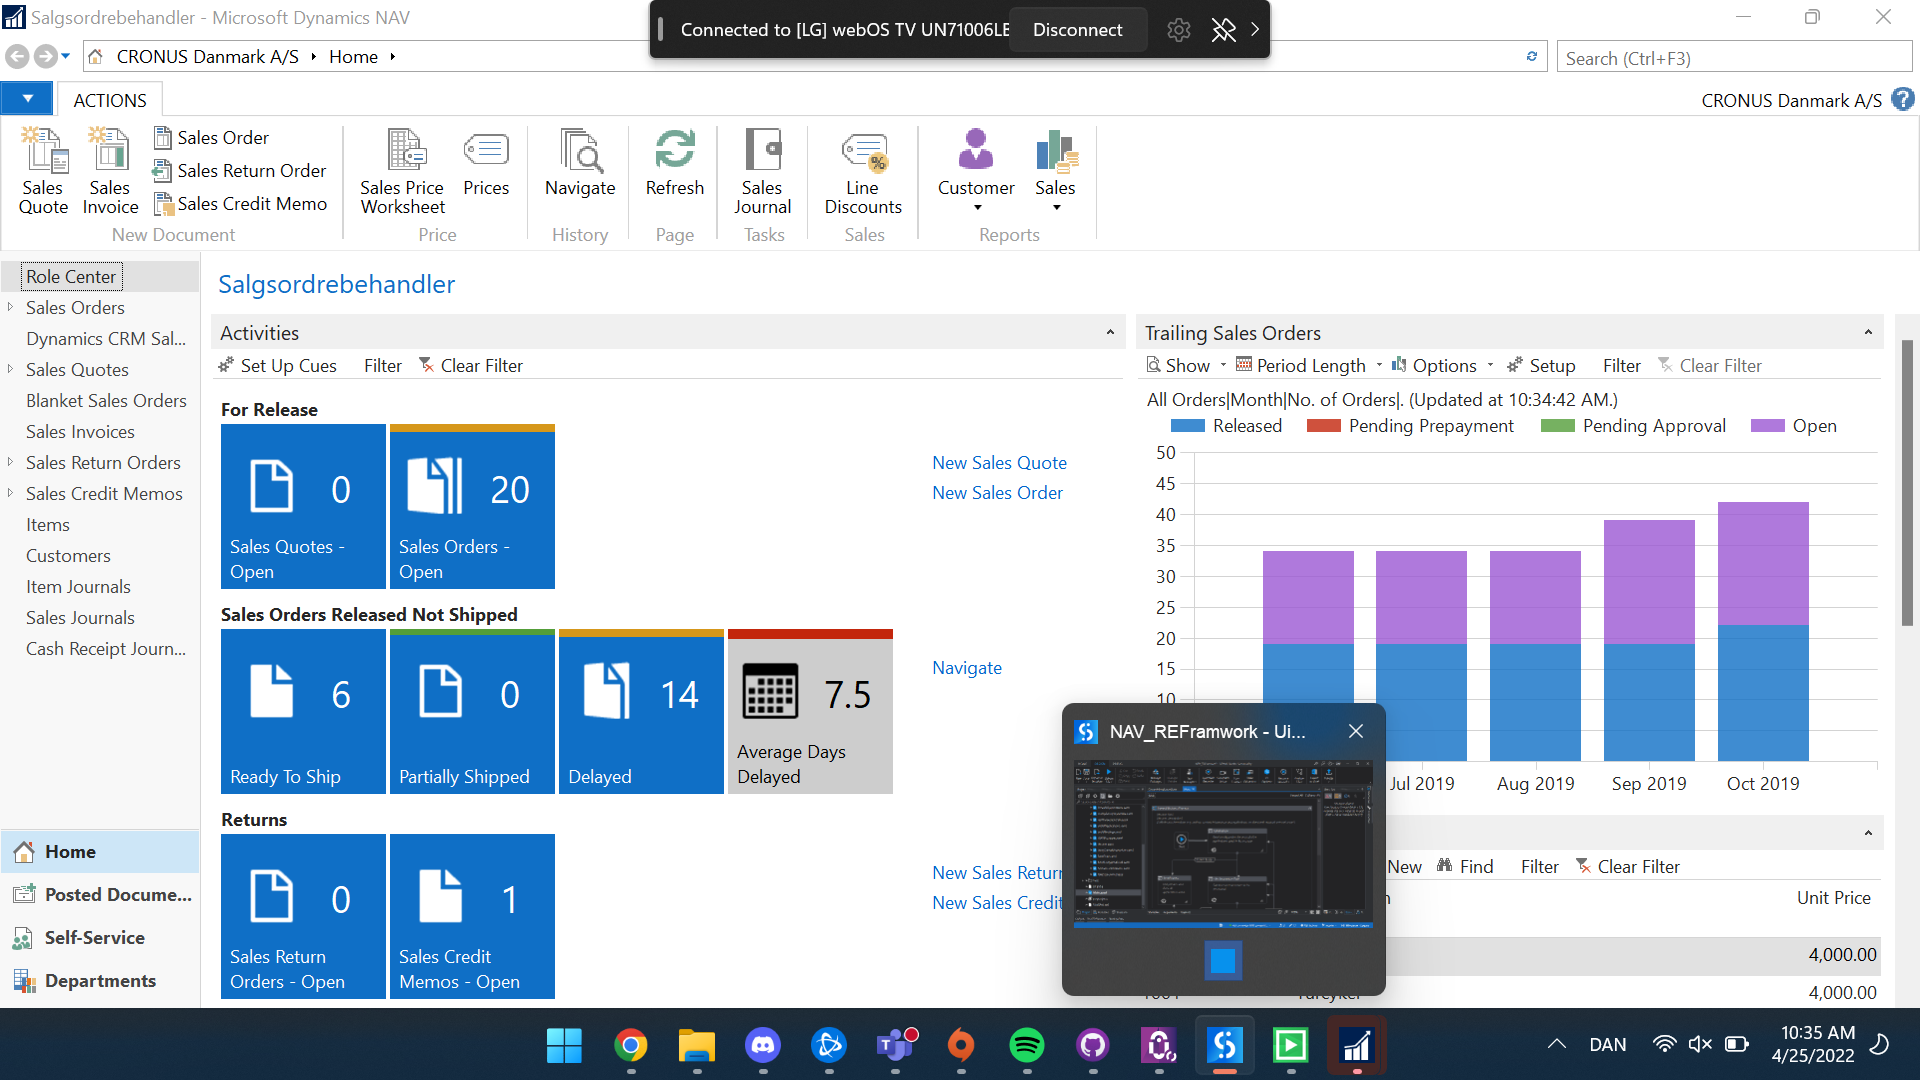 Salgsordrebehandler - Microsoft Dynamics NAV
Connected to [LG] webOS TV UN71006LE
Disconnect
CRONUS Danmark A/S
Home
Search (Ctrl+F3)
ACTIONS
CRONUS Danmark A/S
?
Sales Quote
Sales Invoice
Sales Order
Sales Return Order
Sales Credit Memo
New Document
Sales Price Worksheet
Prices
Price
Navigate
History
Refresh
Page
Sales Journal
Tasks
Line Discounts
Sales
Customer
Sales
Reports
Role Center
Sales Orders
Dynamics CRM Sal...
Sales Quotes
Blanket Sales Orders
Sales Invoices
Sales Return Orders
Sales Credit Memos
Items
Customers
Item Journals
Sales Journals
Cash Receipt Journ...
Home
Posted Docume...
Self-Service
Departments
Salgsordrebehandler
Activities
Set Up Cues
Filter
Clear Filter
For Release
0
Sales Quotes -
Open
20
Sales Orders -
Open
New Sales Quote
New Sales Order
Sales Orders Released Not Shipped
6
Ready To Ship
0
Partially Shipped
14
Delayed
7.5
Average Days
Delayed
Navigate
Returns
0
Sales Return
Orders - Open
1
Sales Credit
Memos - Open
New Sales Return
New Sales Credit
Trailing Sales Orders
Show
Period Length
Options
Setup
Filter
Clear Filter
All Orders|Month|No. of Orders|. (Updated at 10:34:42 AM.)
Released
Pending Prepayment
Pending Approval
Open
50
45
40
35
30
25
20
15
10
Jul 2019
Aug 2019
Sep 2019
Oct 2019
NAV_REFramwork - Ui...
New
Find
Filter
Clear Filter
Unit Price
4,000.00
4,000.00
DAN
10:35 AM
4/25/2022